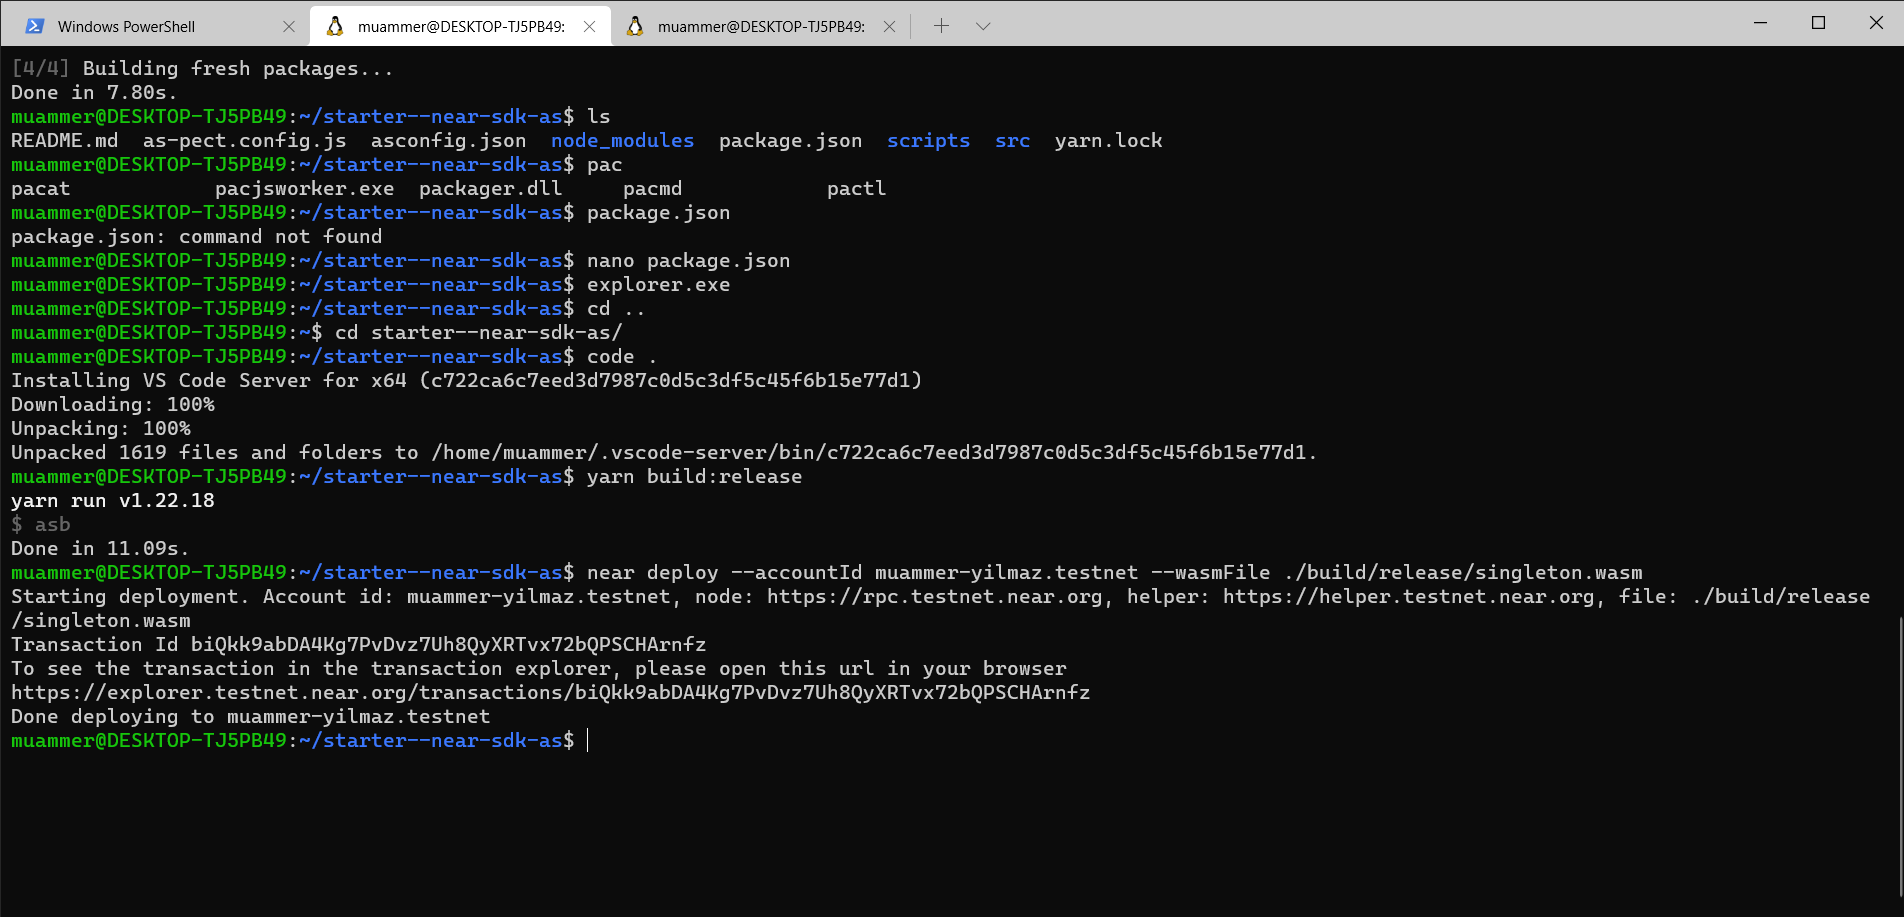 Windows PowerShell
muammer@DESKTOP-TJ5PB49:
muammer@DESKTOP-TJ5PB49:
[4/4] Building fresh packages...
Done in 7.80s.
muammer@DESKTOP-TJ5PB49:~/starter--near-sdk-as$ ls
README.md  as-pect.config.js  asconfig.json  node_modules  package.json  scripts  src  yarn.lock
muammer@DESKTOP-TJ5PB49:~/starter--near-sdk-as$ pac
pacat            pacjsworker.exe  packager.dll     pacmd            pactl
muammer@DESKTOP-TJ5PB49:~/starter--near-sdk-as$ package.json
package.json: command not found
muammer@DESKTOP-TJ5PB49:~/starter--near-sdk-as$ nano package.json
muammer@DESKTOP-TJ5PB49:~/starter--near-sdk-as$ explorer.exe
muammer@DESKTOP-TJ5PB49:~/starter--near-sdk-as$ cd ..
muammer@DESKTOP-TJ5PB49:~$ cd starter--near-sdk-as/
muammer@DESKTOP-TJ5PB49:~/starter--near-sdk-as$ code .
Installing VS Code Server for x64 (c722ca6c7eed3d7987c0d5c3df5c45f6b15e77d1)
Downloading: 100%
Unpacking: 100%
Unpacked 1619 files and folders to /home/muammer/.vscode-server/bin/c722ca6c7eed3d7987c0d5c3df5c45f6b15e77d1.
muammer@DESKTOP-TJ5PB49:~/starter--near-sdk-as$ yarn build:release
yarn run v1.22.18
$ asb
Done in 11.09s.
muammer@DESKTOP-TJ5PB49:~/starter--near-sdk-as$ near deploy --accountId muammer-yilmaz.testnet --wasmFile ./build/release/singleton.wasm
Starting deployment. Account id: muammer-yilmaz.testnet, node: https://rpc.testnet.near.org, helper: https://helper.testnet.near.org, file: ./build/release
/singleton.wasm
Transaction Id biQkk9abDA4Kg7PvDvz7Uh8QyXRTvx72bQPSCHArnfz
To see the transaction in the transaction explorer, please open this url in your browser
https://explorer.testnet.near.org/transactions/biQkk9abDA4Kg7PvDvz7Uh8QyXRTvx72bQPSCHArnfz
Done deploying to muammer-yilmaz.testnet
muammer@DESKTOP-TJ5PB49:~/starter--near-sdk-as$